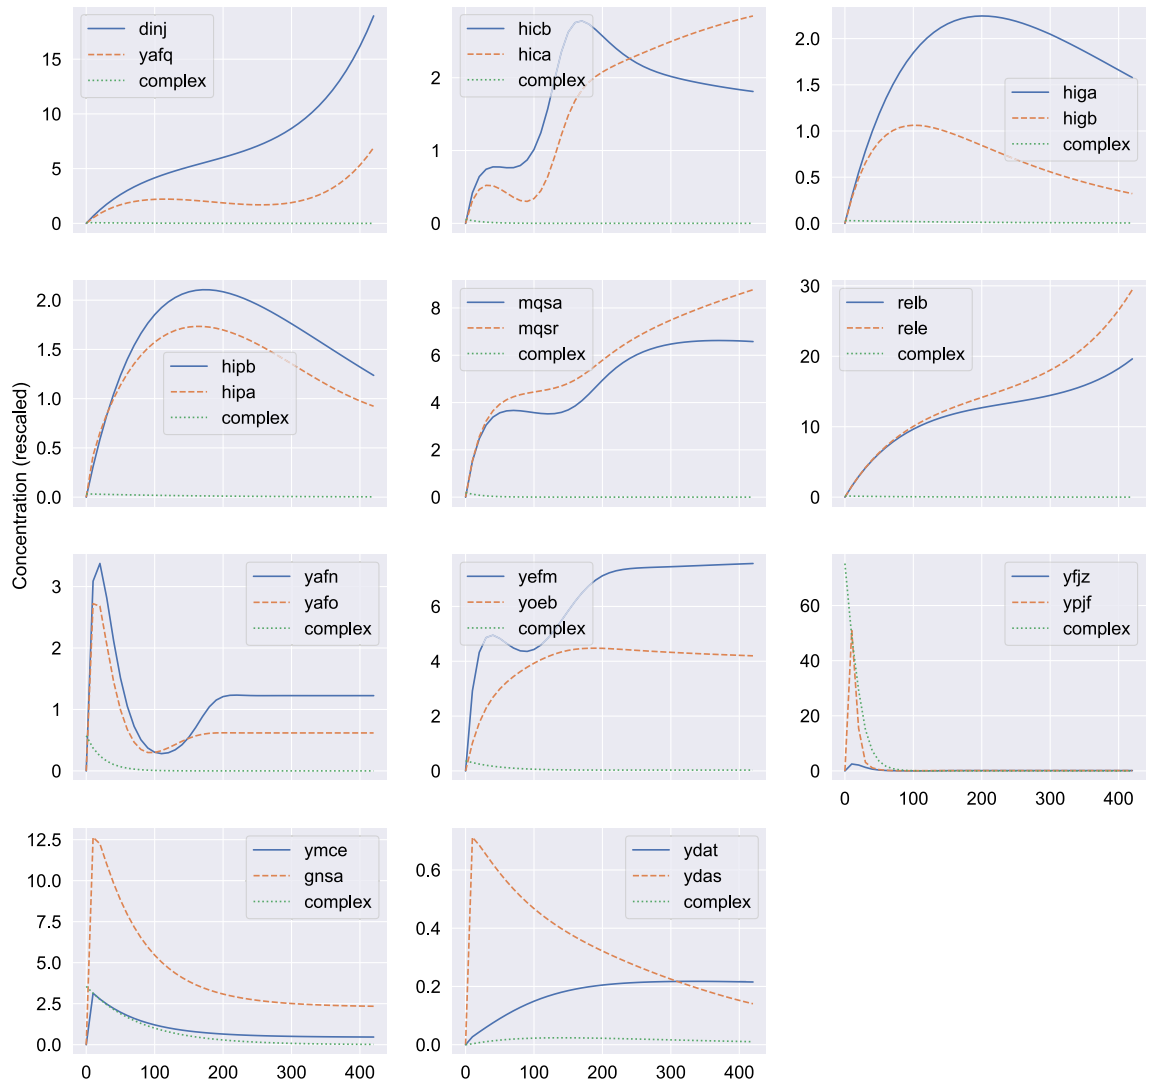 dinj
yafq
complex
15
10
5
0
hicb
hica
complex
2
1
0
higa
higb
complex
2.0
1.5
1.0
0.5
0.0
hipb
hipa
complex
2.0
1.5
1.0
0.5
0.0
mqsa
mqsr
complex
8
6
4
2
0
relb
rele
complex
30
20
10
0
Concentration (rescaled)
yafn
yafo
complex
3
2
1
0
yefm
yoeb
complex
6
4
2
0
yfjz
ypjf
complex
60
40
20
0
0 100 200 300 400
ymce
gnsa
complex
12.5
10.0
7.5
5.0
2.5
0.0
0 100 200 300 400
ydat
ydas
complex
0.6
0.4
0.2
0.0
0 100 200 300 400